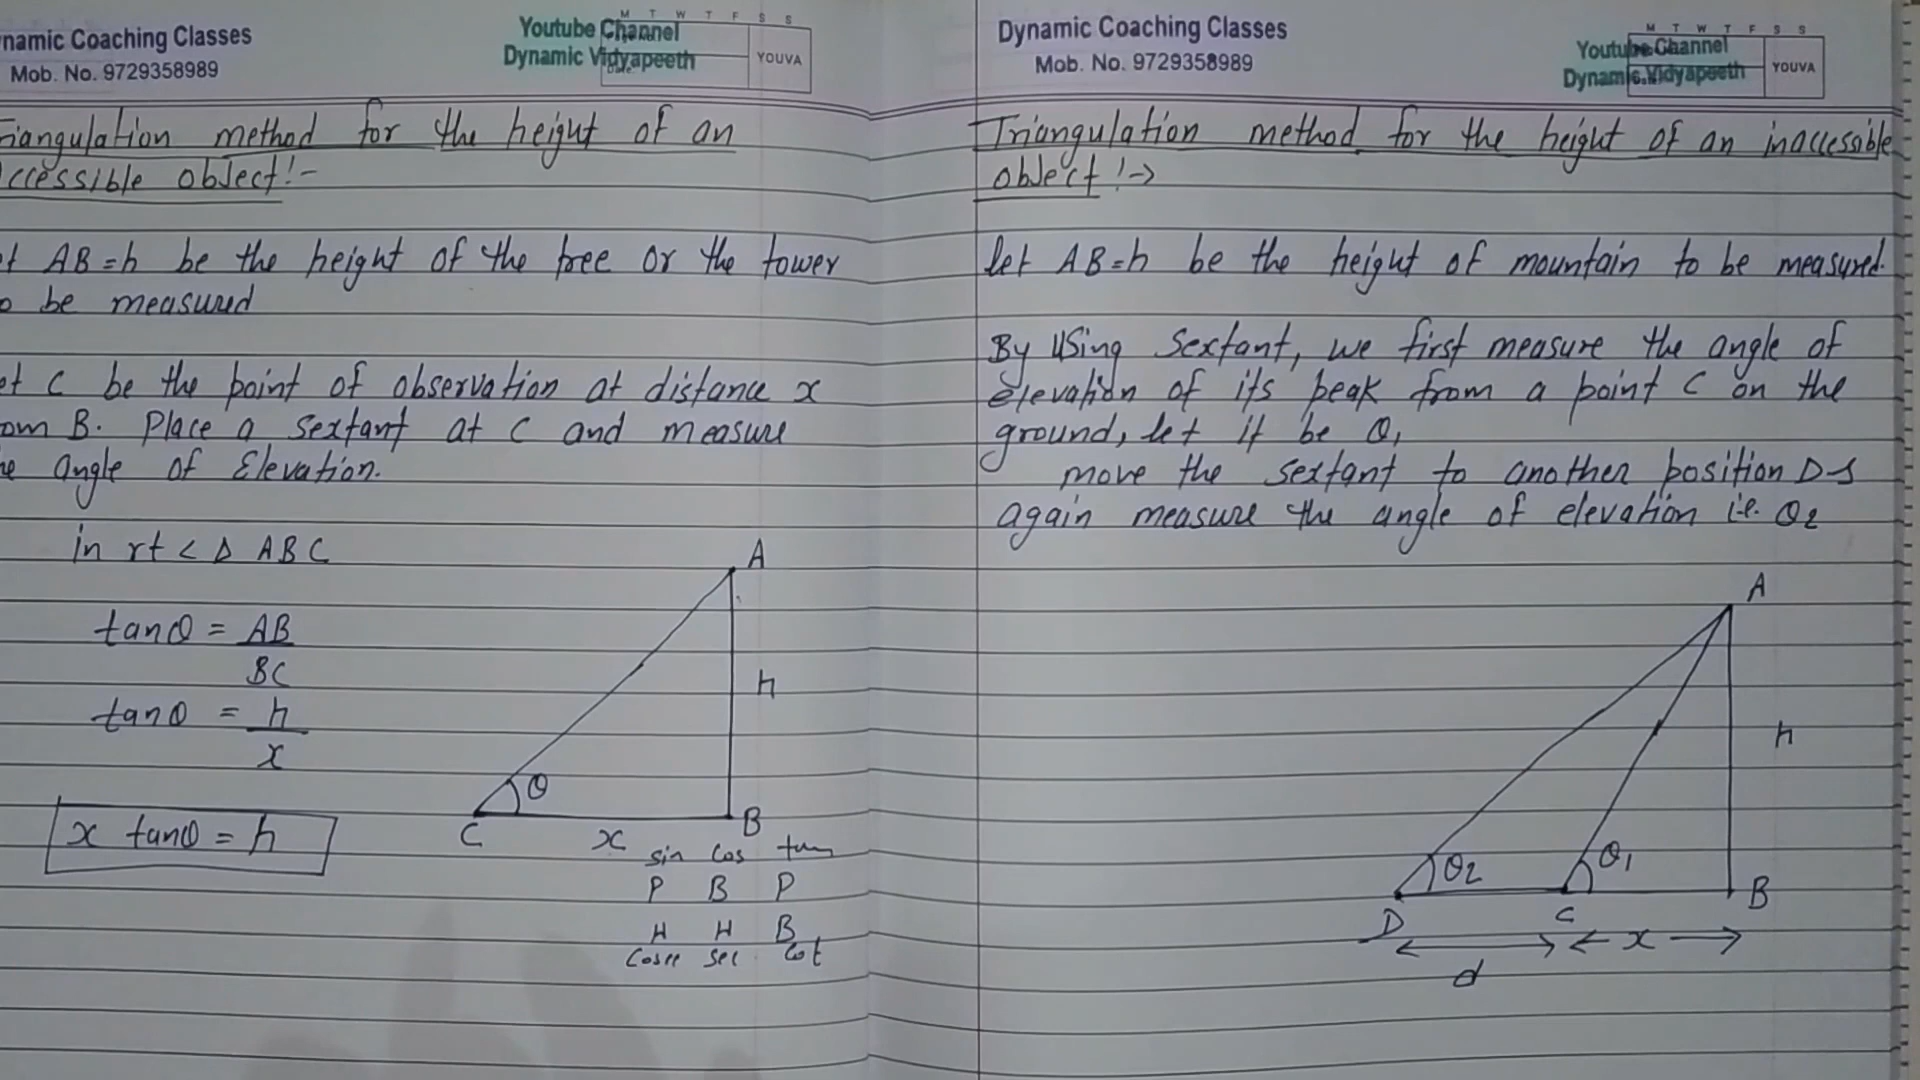 namic Coaching Classes
Mob. No. 9729358989
Youtube Channel
Dynamic Vidyapeeth
M T W T F S S
YOUVA
iangulation method for the height of an
ccessible object:-
t AB=h be the height of the tree or the tower
o be measured
et C be the point of observation at distance x
om B. Place a sextant at C and measure
he angle of Elevation.
in rt < Δ ABC
tanθ = AB
BC
tanθ = h
x
x tanθ = h
A
h
θ
C
x
B
sin cos tan
P B P
H H B
Cosec Sec Cot
Dynamic Coaching Classes
Mob. No. 9729358989
Youtube Channel
Dynamic Vidyapeeth
M T W T F S S
YOUVA
Triangulation method for the height of an inaccessible
object:→
let AB=h be the height of mountain to be measured.
By Using Sextant, we first measure the angle of
elevation of its peak from a point C on the
ground, let it be θ1
move the sextant to another position D &
again measure the angle of elevation i.e. θ2
A
h
θ2
θ1
D
C
B
x
d